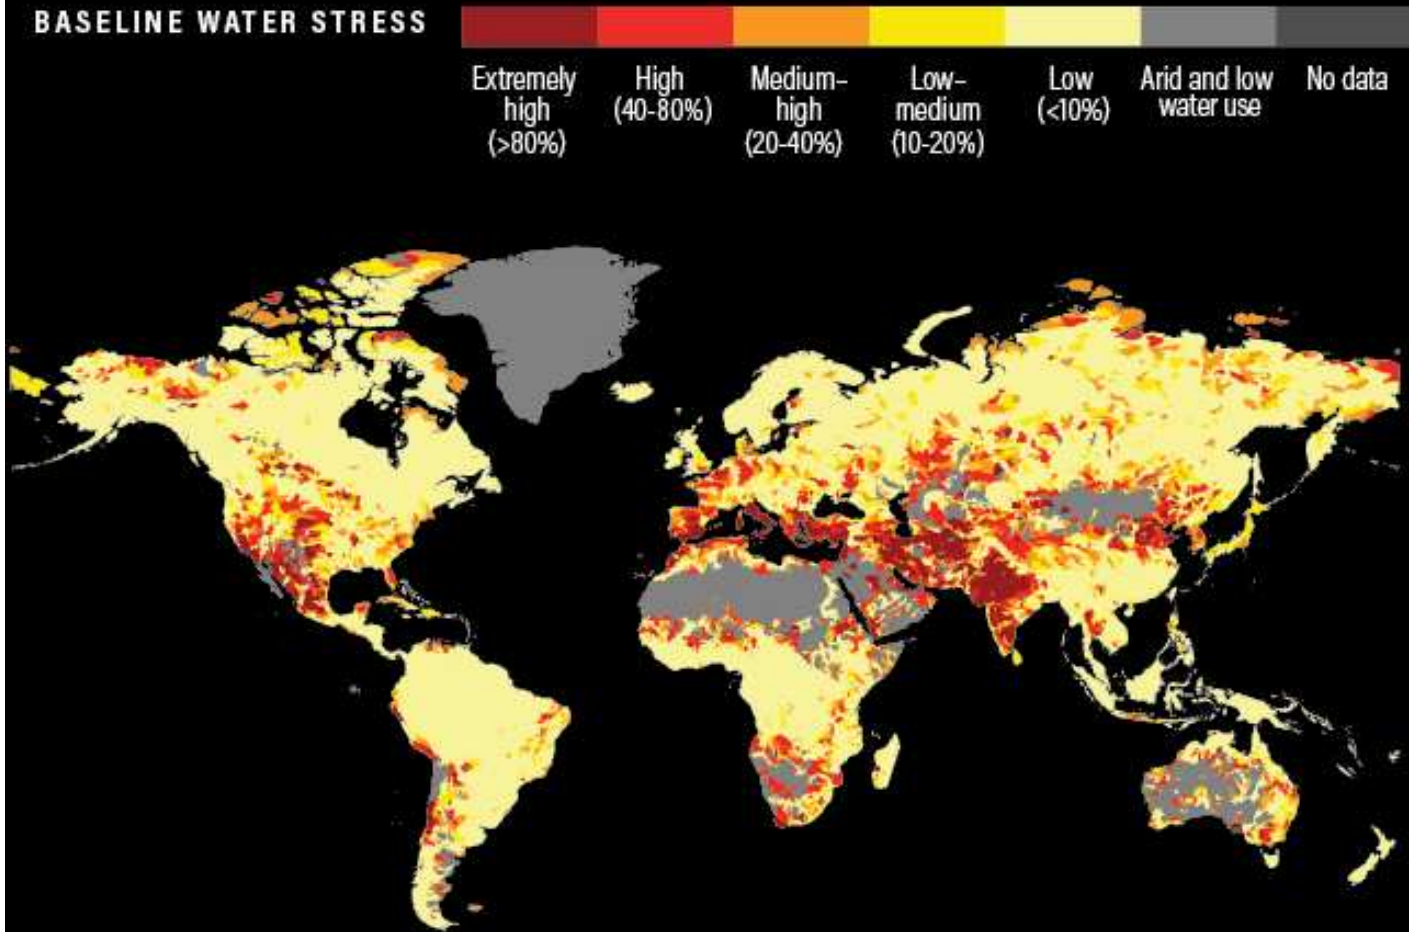 BASELINE WATER STRESS
Extremely
high
(>80%)
High
(40-80%)
Medium–
high
(20-40%)
Low–
medium
(10-20%)
Low
(<10%)
Arid and low
water use
No data